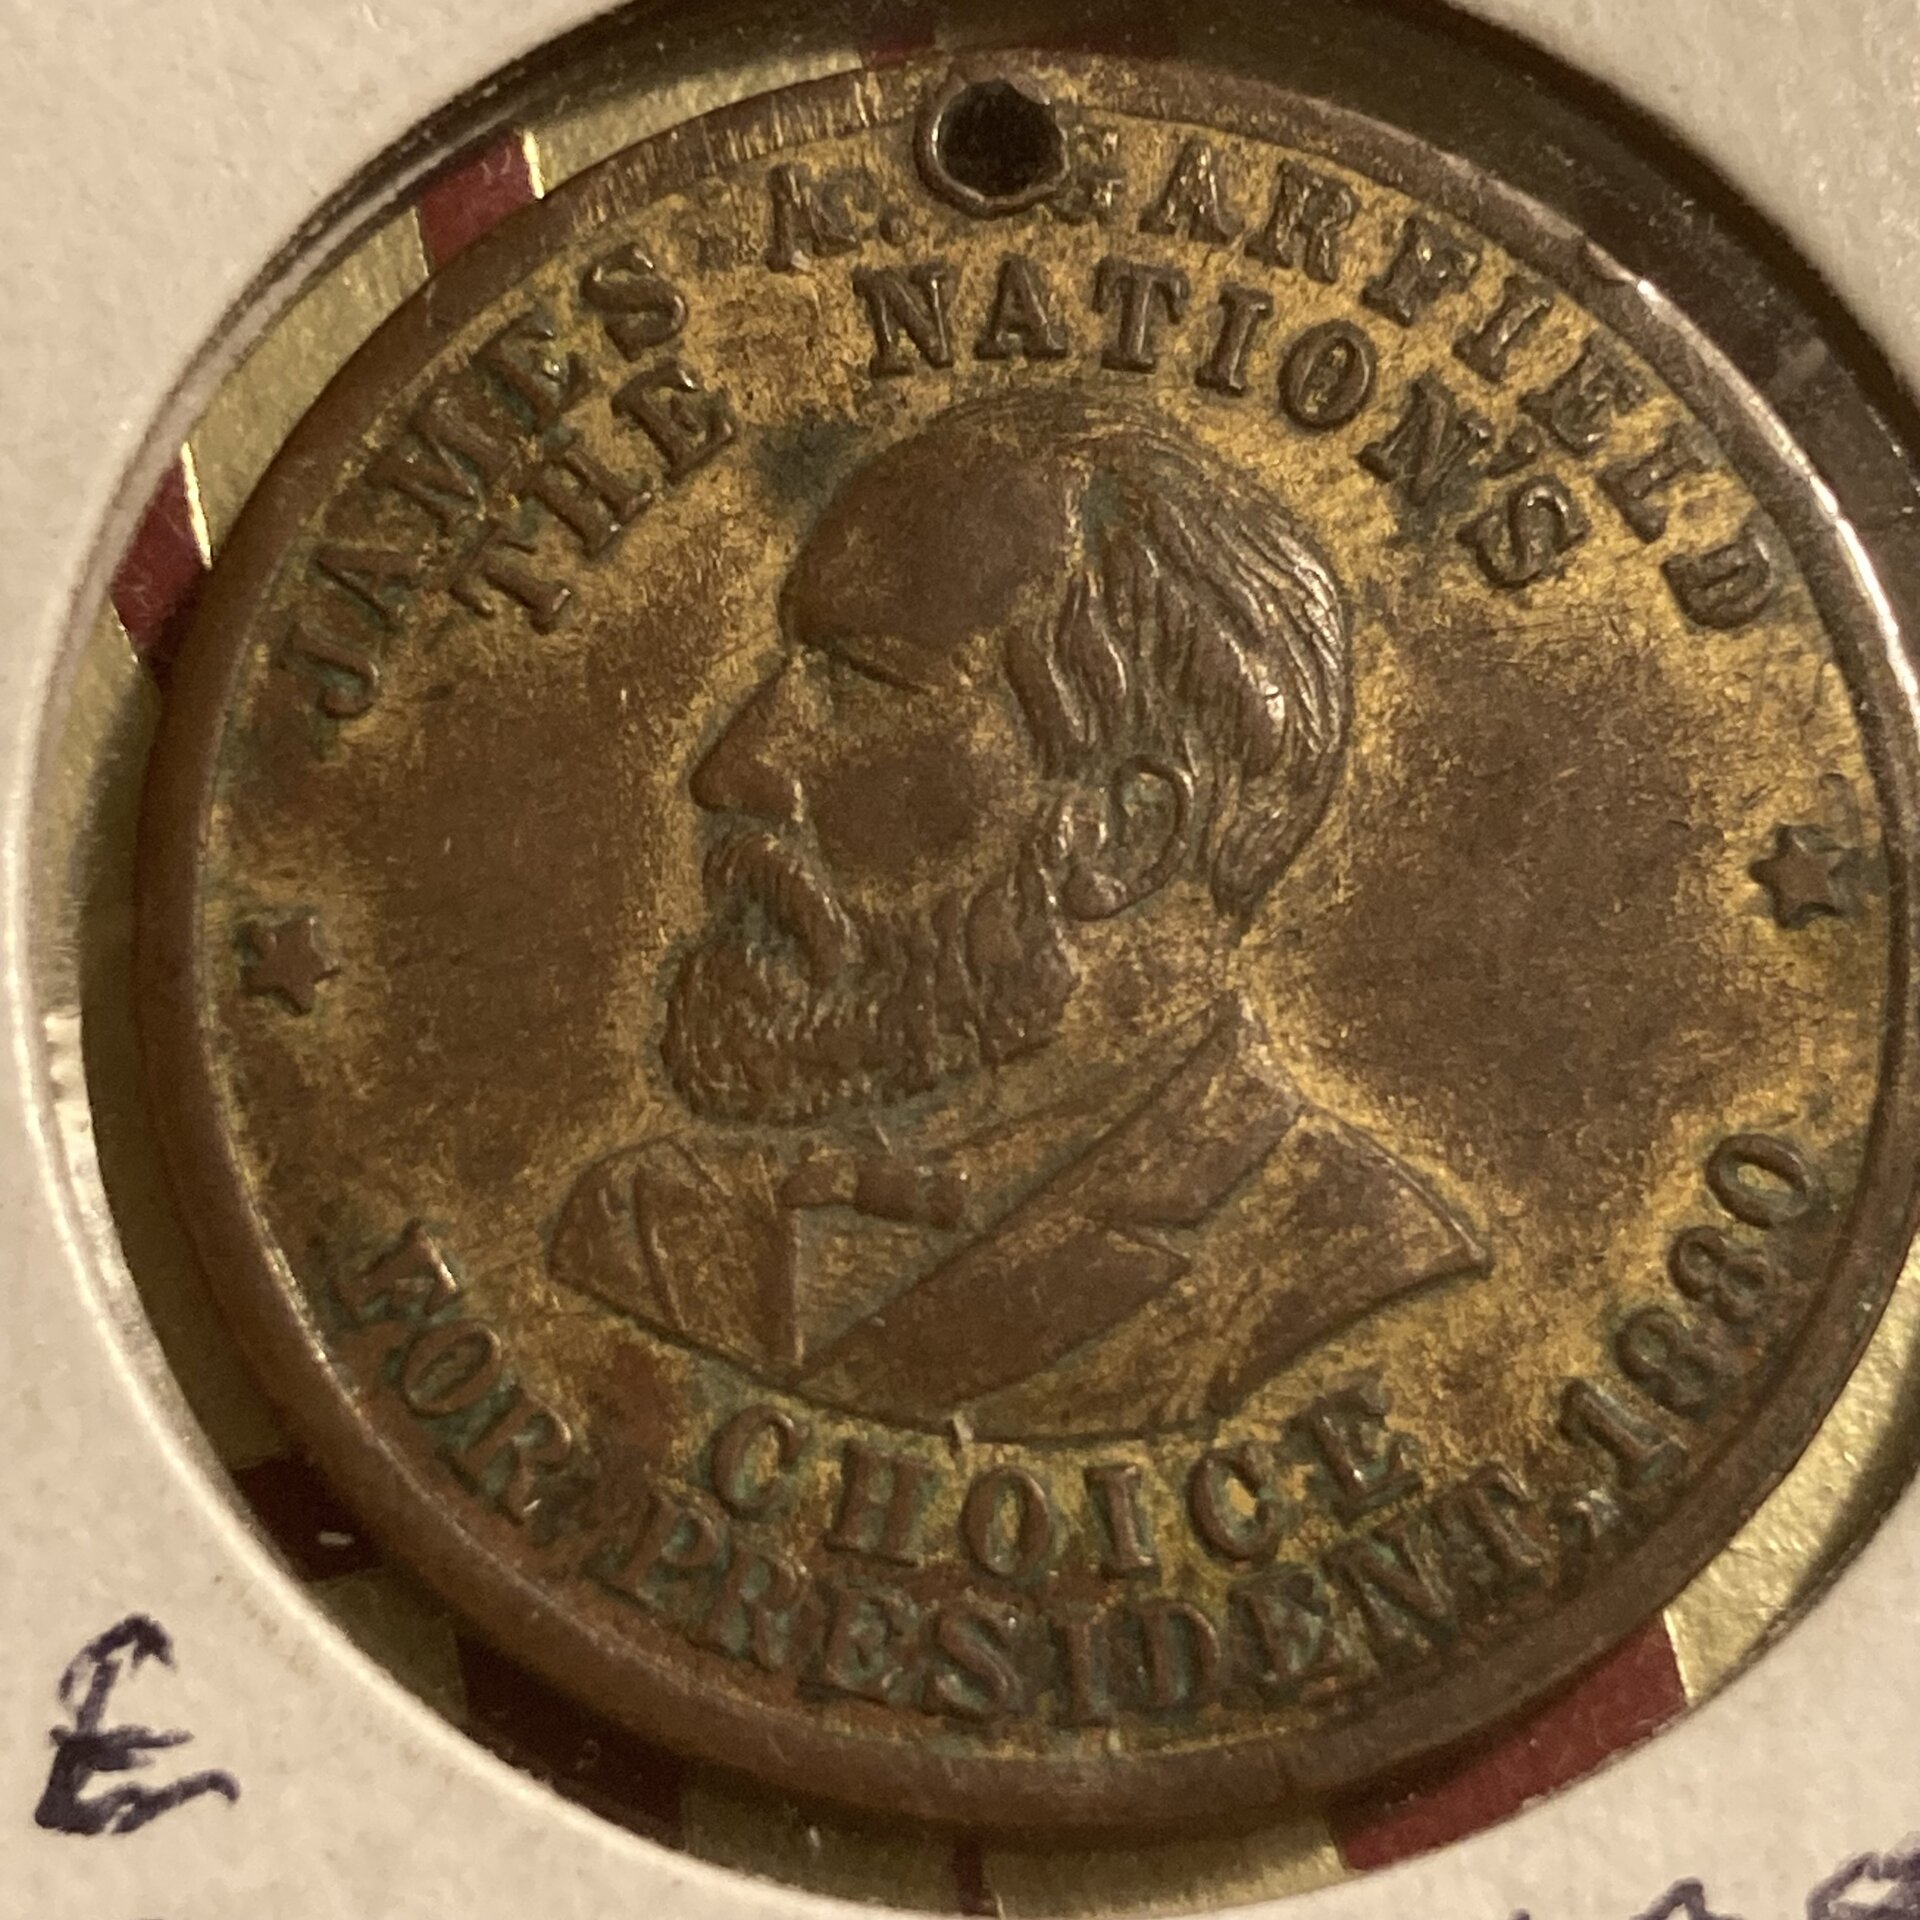 JAMES A. GARFIELD
THE NATION'S
CHOICE
FOR PRESIDENT, 1880
E